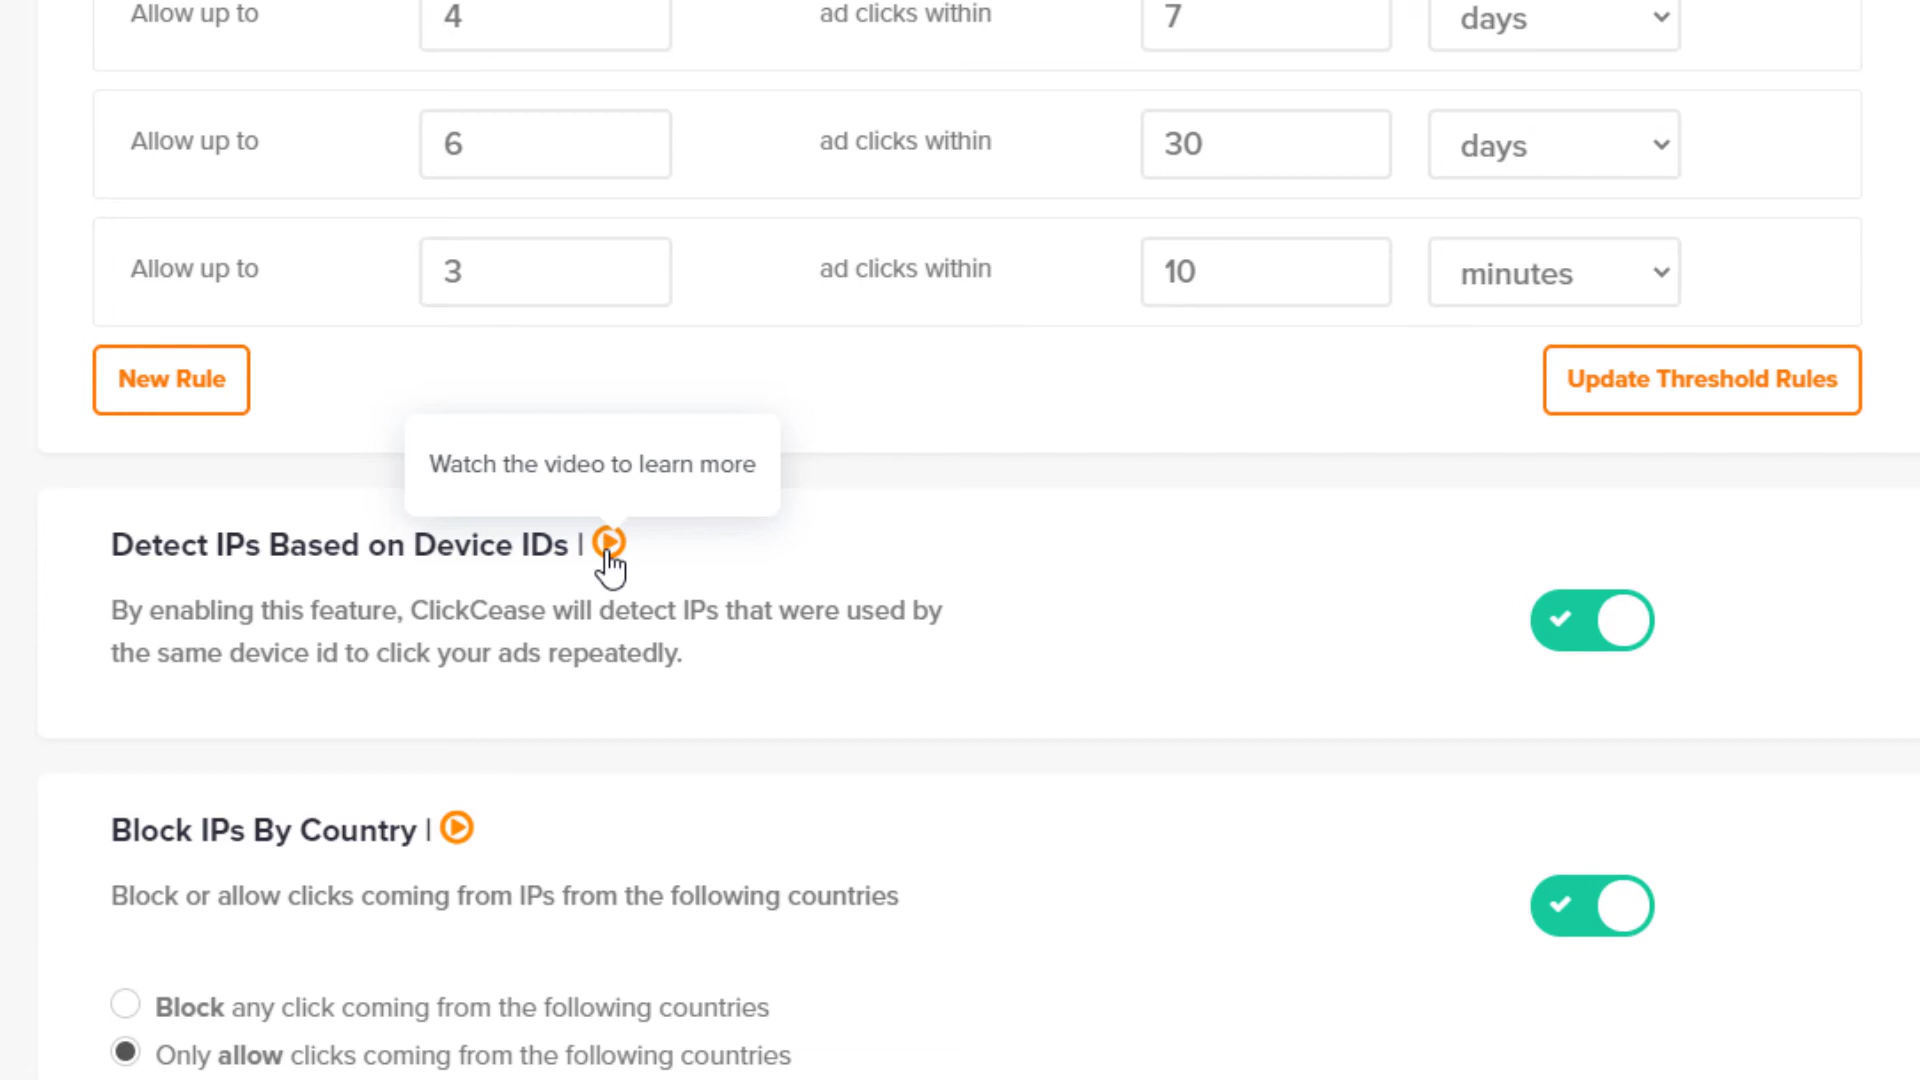 Allow up to 4 ad clicks within 7 days
Allow up to 6 ad clicks within 30 days
Allow up to 3 ad clicks within 10 minutes
New Rule Update Threshold Rules
Watch the video to learn more
Detect IPs Based on Device IDs |
By enabling this feature, ClickCease will detect IPs that were used by
the same device id to click your ads repeatedly.
Block IPs By Country |
Block or allow clicks coming from IPs from the following countries
Block any click coming from the following countries
Only allow clicks coming from the following countries